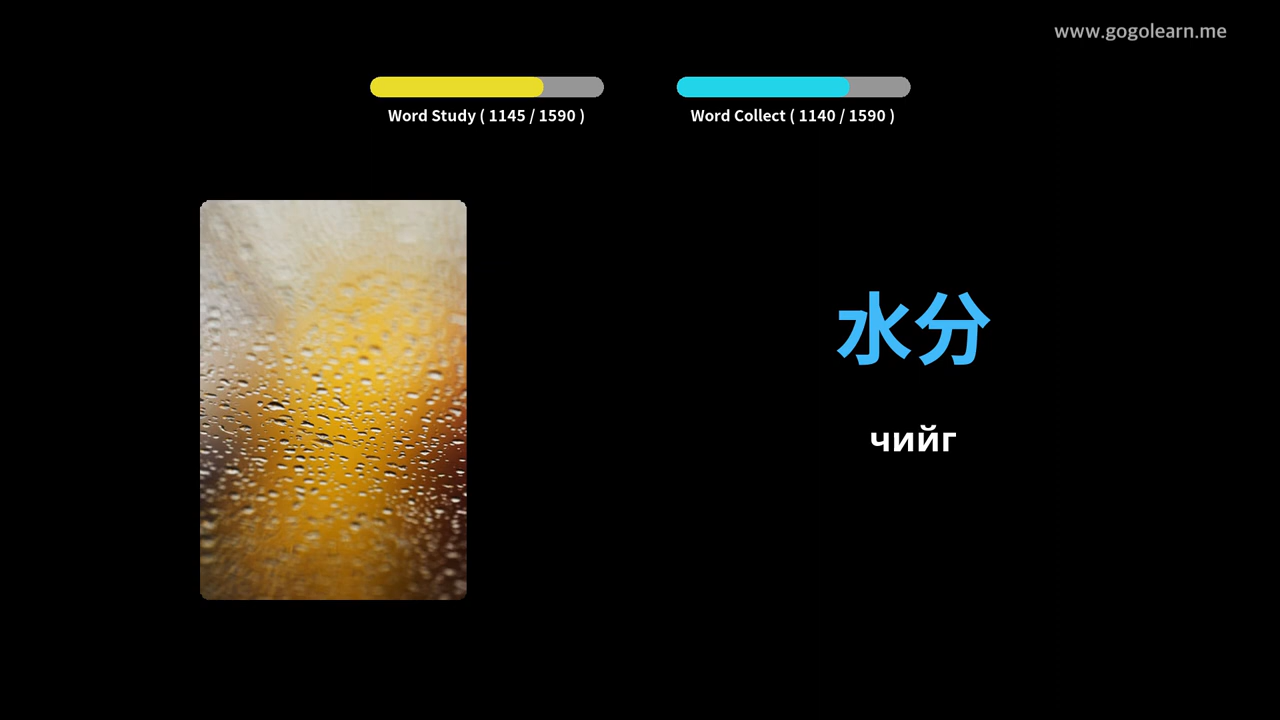 www.gogolearn.me
Word Study ( 1145 / 1590 )
Word Collect ( 1140 / 1590 )
水分
чийг